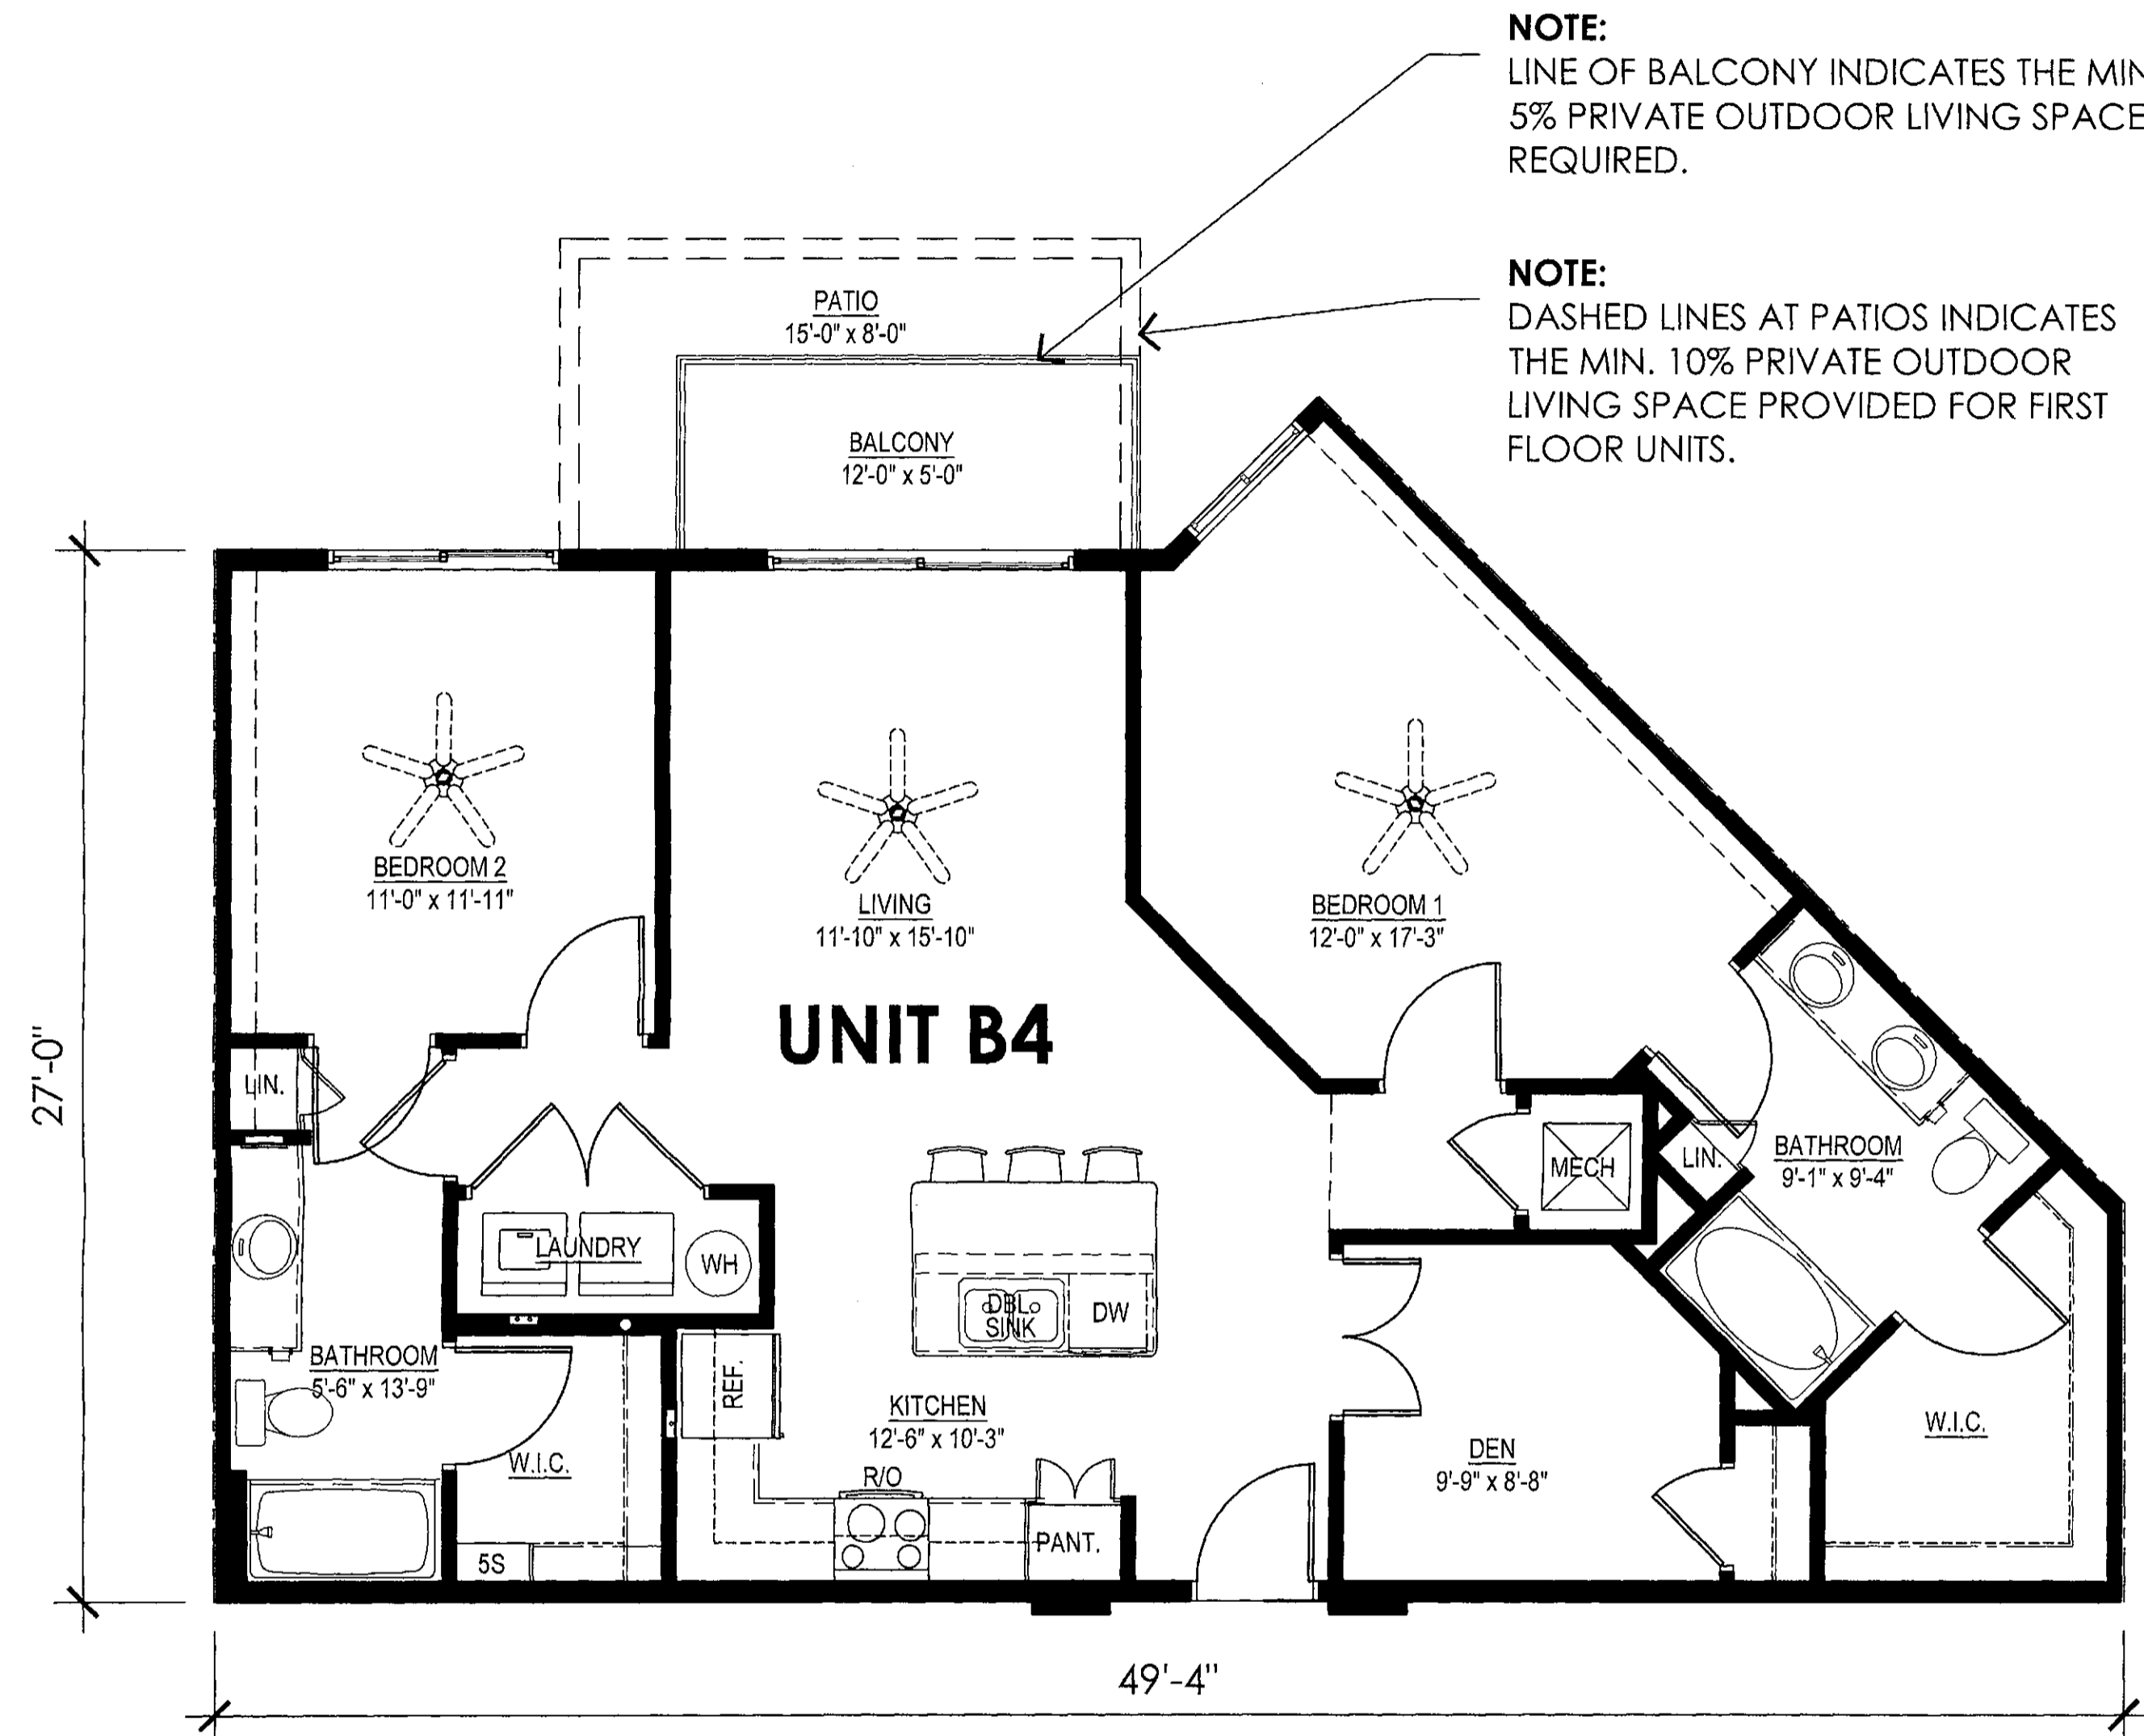 NOTE:
LINE OF BALCONY INDICATES THE MIN
5% PRIVATE OUTDOOR LIVING SPACE
REQUIRED.
NOTE:
DASHED LINES AT PATIOS INDICATES
THE MIN. 10% PRIVATE OUTDOOR
LIVING SPACE PROVIDED FOR FIRST
FLOOR UNITS.
PATIO
15'-0" x 8'-0"
BALCONY
12'-0" x 5'-0"
BEDROOM 2
11'-0" x 11'-11"
LIVING
11'-10" x 15'-10"
BEDROOM 1
12'-0" x 17'-3"
UNIT B4
27'-0"
LIN.
MECH
LIN.
BATHROOM
9'-1" x 9'-4"
LAUNDRY
WH
DBL
SINK
DW
BATHROOM
5'-6" x 13'-9"
REF.
KITCHEN
12'-6" x 10'-3"
W.I.C.
R/O
DEN
9'-9" x 8'-8"
W.I.C.
5S
PANT.
49'-4"